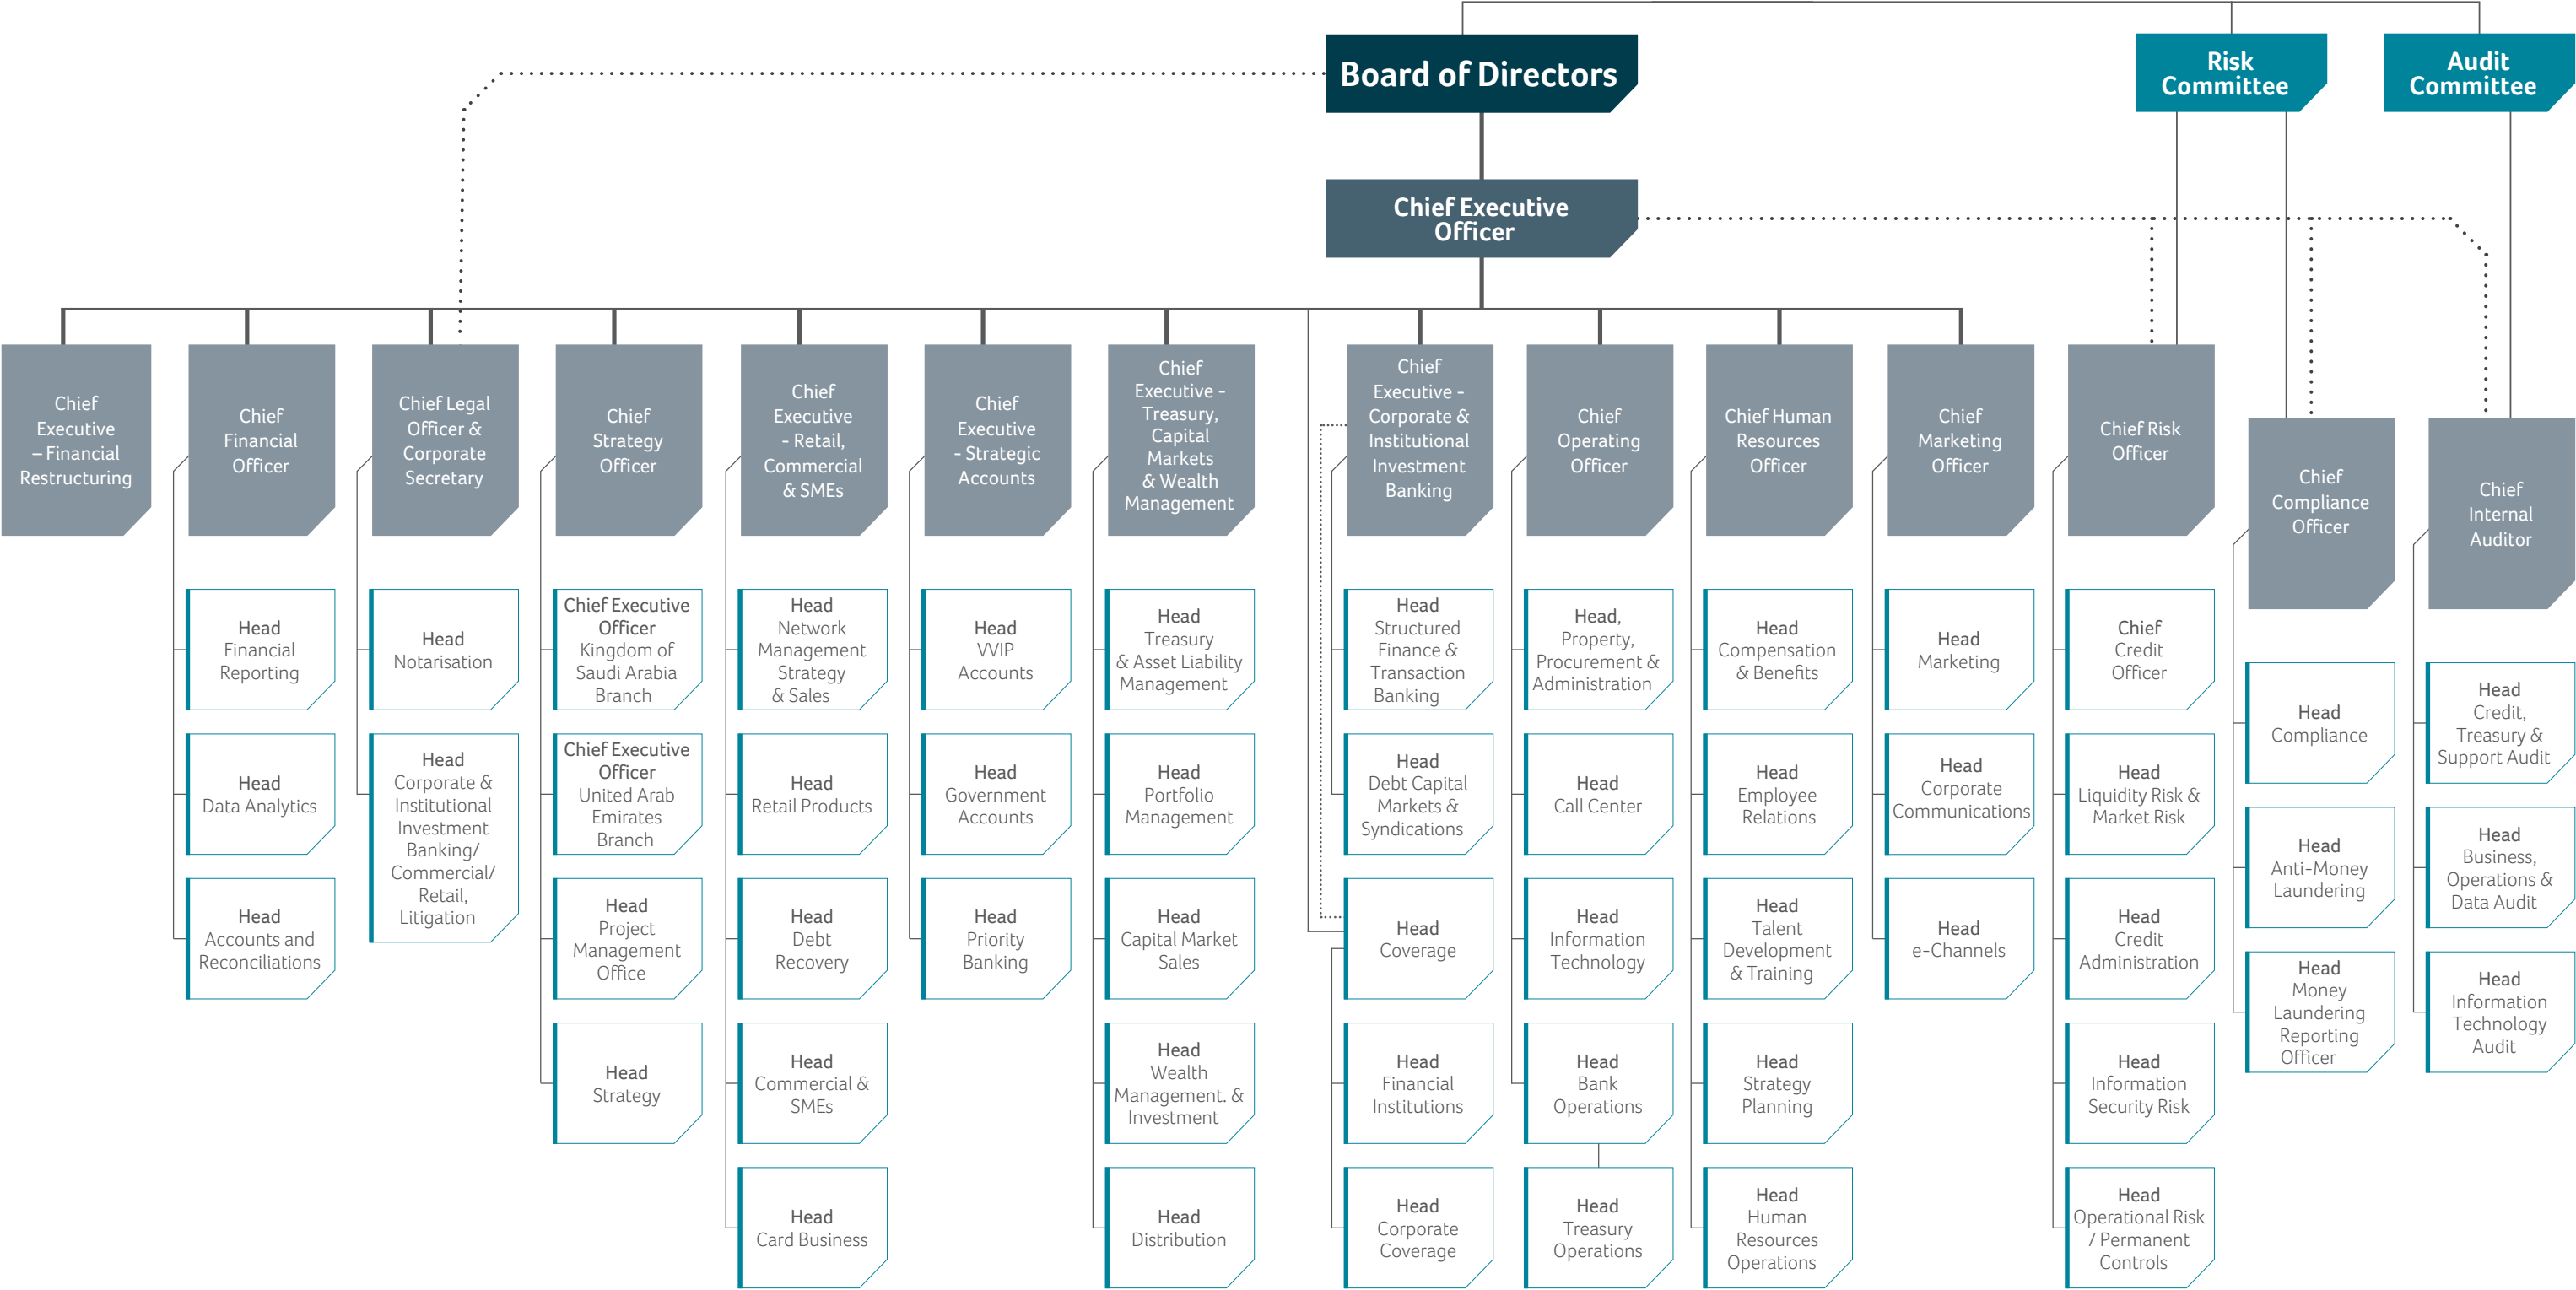 Board of Directors
Risk
Committee
Audit
Committee
Chief Executive
Officer
Chief
Executive
– Financial
Restructuring
Chief
Financial
Officer
Chief Legal
Officer &
Corporate
Secretary
Chief
Strategy
Officer
Chief
Executive
- Retail,
Commercial
& SMEs
Chief
Executive
- Strategic
Accounts
Chief
Executive -
Treasury,
Capital
Markets
& Wealth
Management
Chief
Executive -
Corporate &
Institutional
Investment
Banking
Chief
Operating
Officer
Chief Human
Resources
Officer
Chief
Marketing
Officer
Chief Risk
Officer
Chief
Compliance
Officer
Chief
Internal
Auditor
Head
Financial
Reporting
Head
Data Analytics
Head
Accounts and
Reconciliations
Head
Notarisation
Head
Corporate &
Institutional
Investment
Banking/
Commercial/
Retail,
Litigation
Chief Executive
Officer
Kingdom of
Saudi Arabia
Branch
Chief Executive
Officer
United Arab
Emirates
Branch
Head
Project
Management
Office
Head
Strategy
Head
Network
Management
Strategy
& Sales
Head
Retail Products
Head
Debt
Recovery
Head
Commercial &
SMEs
Head
Card Business
Head
VVIP
Accounts
Head
Government
Accounts
Head
Priority
Banking
Head
Treasury
& Asset Liability
Management
Head
Portfolio
Management
Head
Capital Market
Sales
Head
Wealth
Management. &
Investment
Head
Distribution
Head
Structured
Finance &
Transaction
Banking
Head
Debt Capital
Markets &
Syndications
Head
Coverage
Head
Financial
Institutions
Head
Corporate
Coverage
Head,
Property,
Procurement &
Administration
Head
Call Center
Head
Information
Technology
Head
Bank
Operations
Head
Treasury
Operations
Head
Compensation
& Benefits
Head
Employee
Relations
Head
Talent
Development
& Training
Head
Strategy
Planning
Head
Human
Resources
Operations
Head
Marketing
Head
Corporate
Communications
Head
e-Channels
Chief
Credit
Officer
Head
Liquidity Risk &
Market Risk
Head
Credit
Administration
Head
Information
Security Risk
Head
Operational Risk
/ Permanent
Controls
Head
Compliance
Head
Anti-Money
Laundering
Head
Money
Laundering
Reporting
Officer
Head
Credit,
Treasury &
Support Audit
Head
Business,
Operations &
Data Audit
Head
Information
Technology
Audit